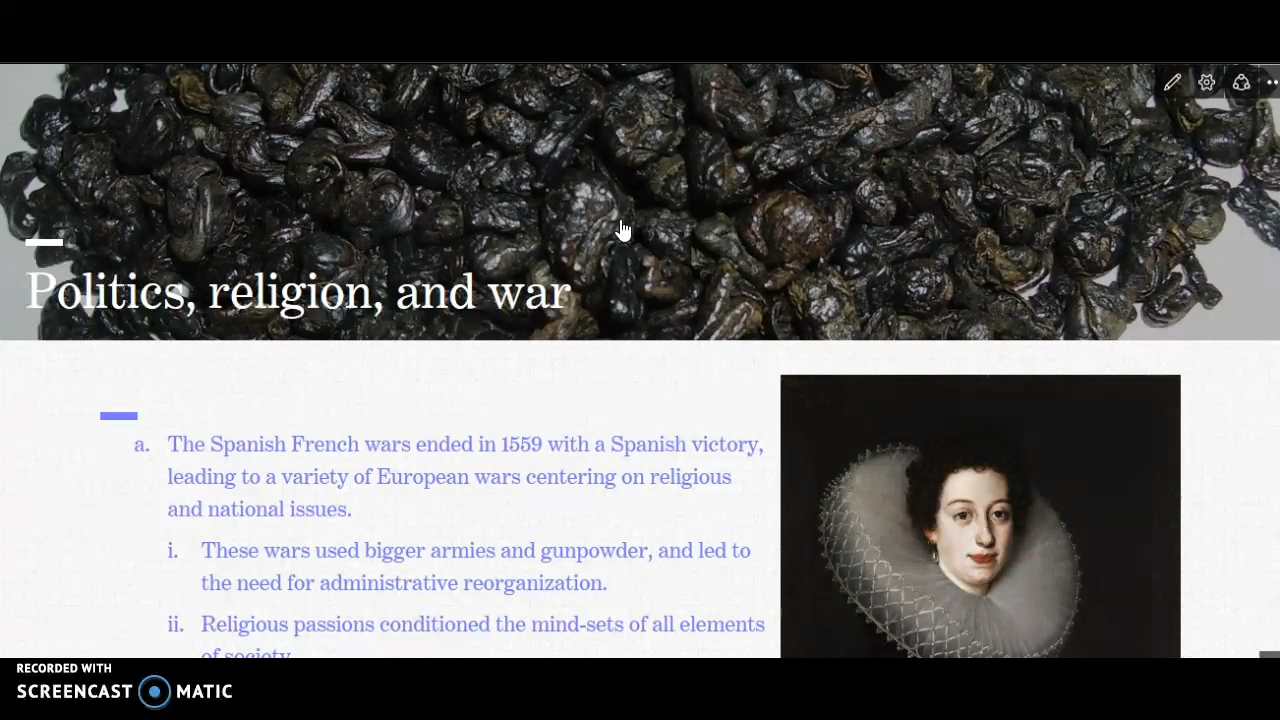 Politics, religion, and war
a. The Spanish French wars ended in 1559 with a Spanish victory,
leading to a variety of European wars centering on religious
and national issues.
i. These wars used bigger armies and gunpowder, and led to
the need for administrative reorganization.
ii. Religious passions conditioned the mind-sets of all elements
of society.
RECORDED WITH
SCREENCAST MATIC